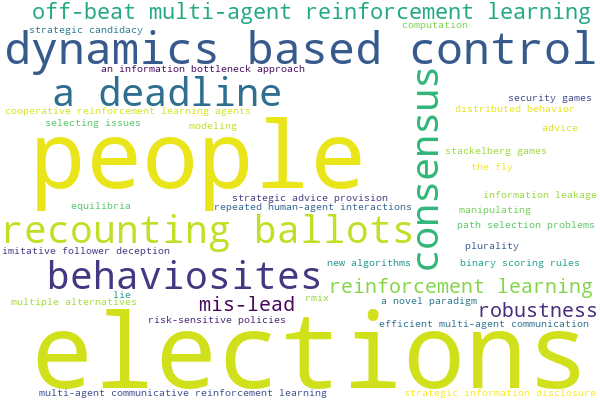 off-beat multi-agent reinforcement learning
strategic candidacy
computation
dynamics based control
an information bottleneck approach
a deadline
consensus
security games
cooperative reinforcement learning agents
distributed behavior
selecting issues
modeling
advice
people
stackelberg games
the fly
strategic advice provision
information leakage
equilibria
repeated human-agent interactions
manipulating
recounting ballots
path selection problems
imitative follower deception
plurality
behaviosites
new algorithms
binary scoring rules
reinforcement learning
lie
rmix
multiple alternatives
mis-lead
a novel paradigm
robustness
risk-sensitive policies
efficient multi-agent communication
elections
multi-agent communicative reinforcement learning
strategic information disclosure